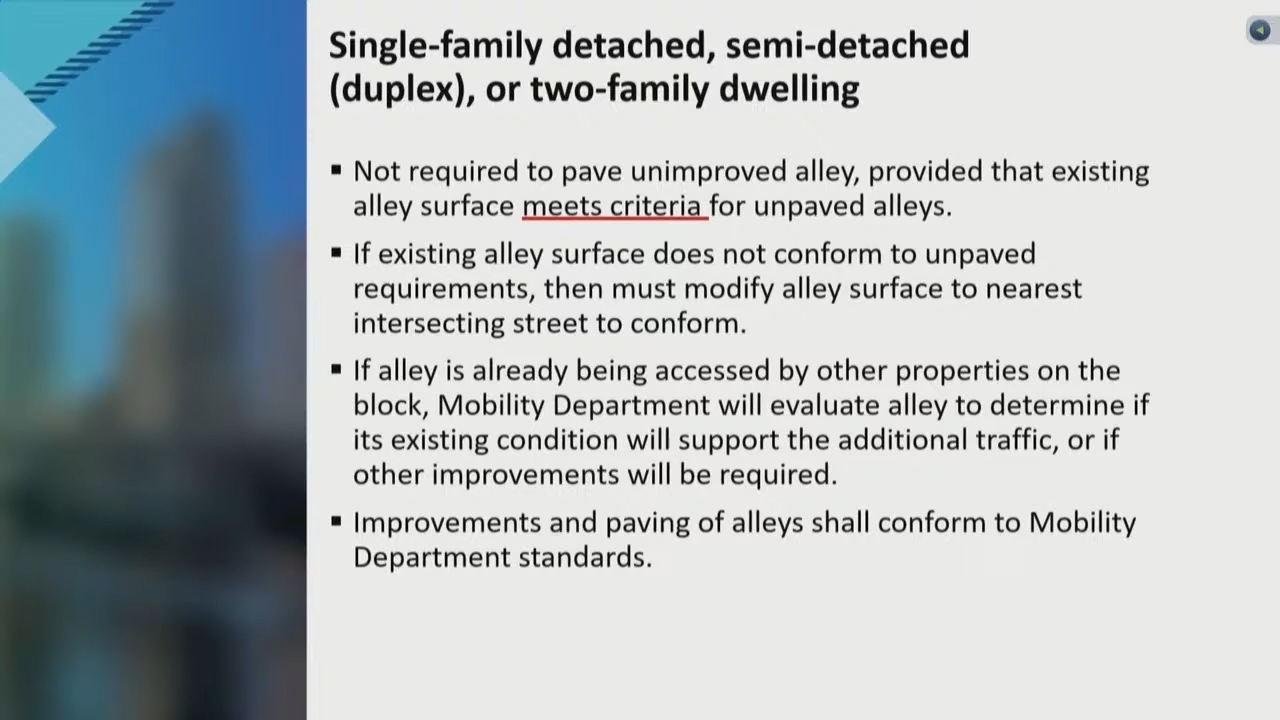 Single-family detached, semi-detached
(duplex), or two-family dwelling
▪ Not required to pave unimproved alley, provided that existing
alley surface meets criteria for unpaved alleys.
▪ If existing alley surface does not conform to unpaved
requirements, then must modify alley surface to nearest
intersecting street to conform.
▪ If alley is already being accessed by other properties on the
block, Mobility Department will evaluate alley to determine if
its existing condition will support the additional traffic, or if
other improvements will be required.
▪ Improvements and paving of alleys shall conform to Mobility
Department standards.